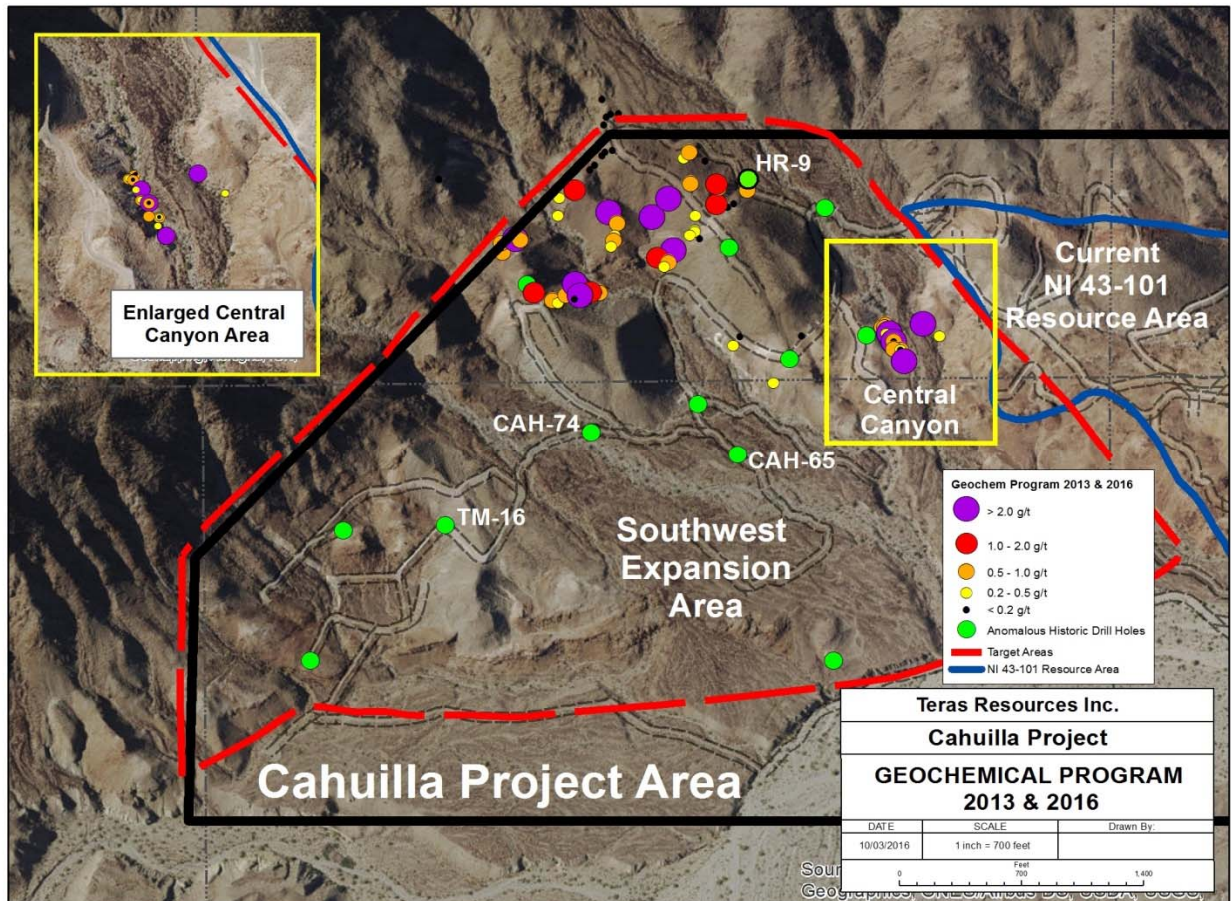 Enlarged Central
Canyon Area
HR-9
Current
NI 43-101
Resource Area
Central
Canyon
CAH-74
CAH-65
TM-16
Southwest
Expansion
Area
Cahuilla Project Area
Geochem Program 2013 & 2016
> 2.0 g/t
1.0 - 2.0 g/t
0.5 - 1.0 g/t
0.2 - 0.5 g/t
< 0.2 g/t
Anomalous Historic Drill Holes
Target Areas
NI 43-101 Resource Area
Teras Resources Inc.
Cahuilla Project
GEOCHEMICAL PROGRAM
2013 & 2016
DATE SCALE Drawn By:
10/03/2016 1 inch = 700 feet
Feet
0 700 1,400